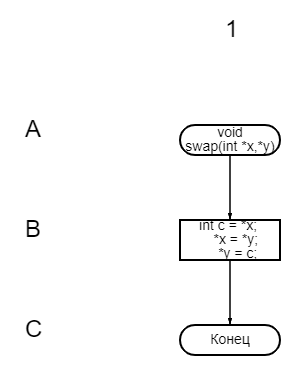 1
A
void
swap(int *x,*y)
B
int c = *x;
*x = *y;
*y = c;
C
Конец